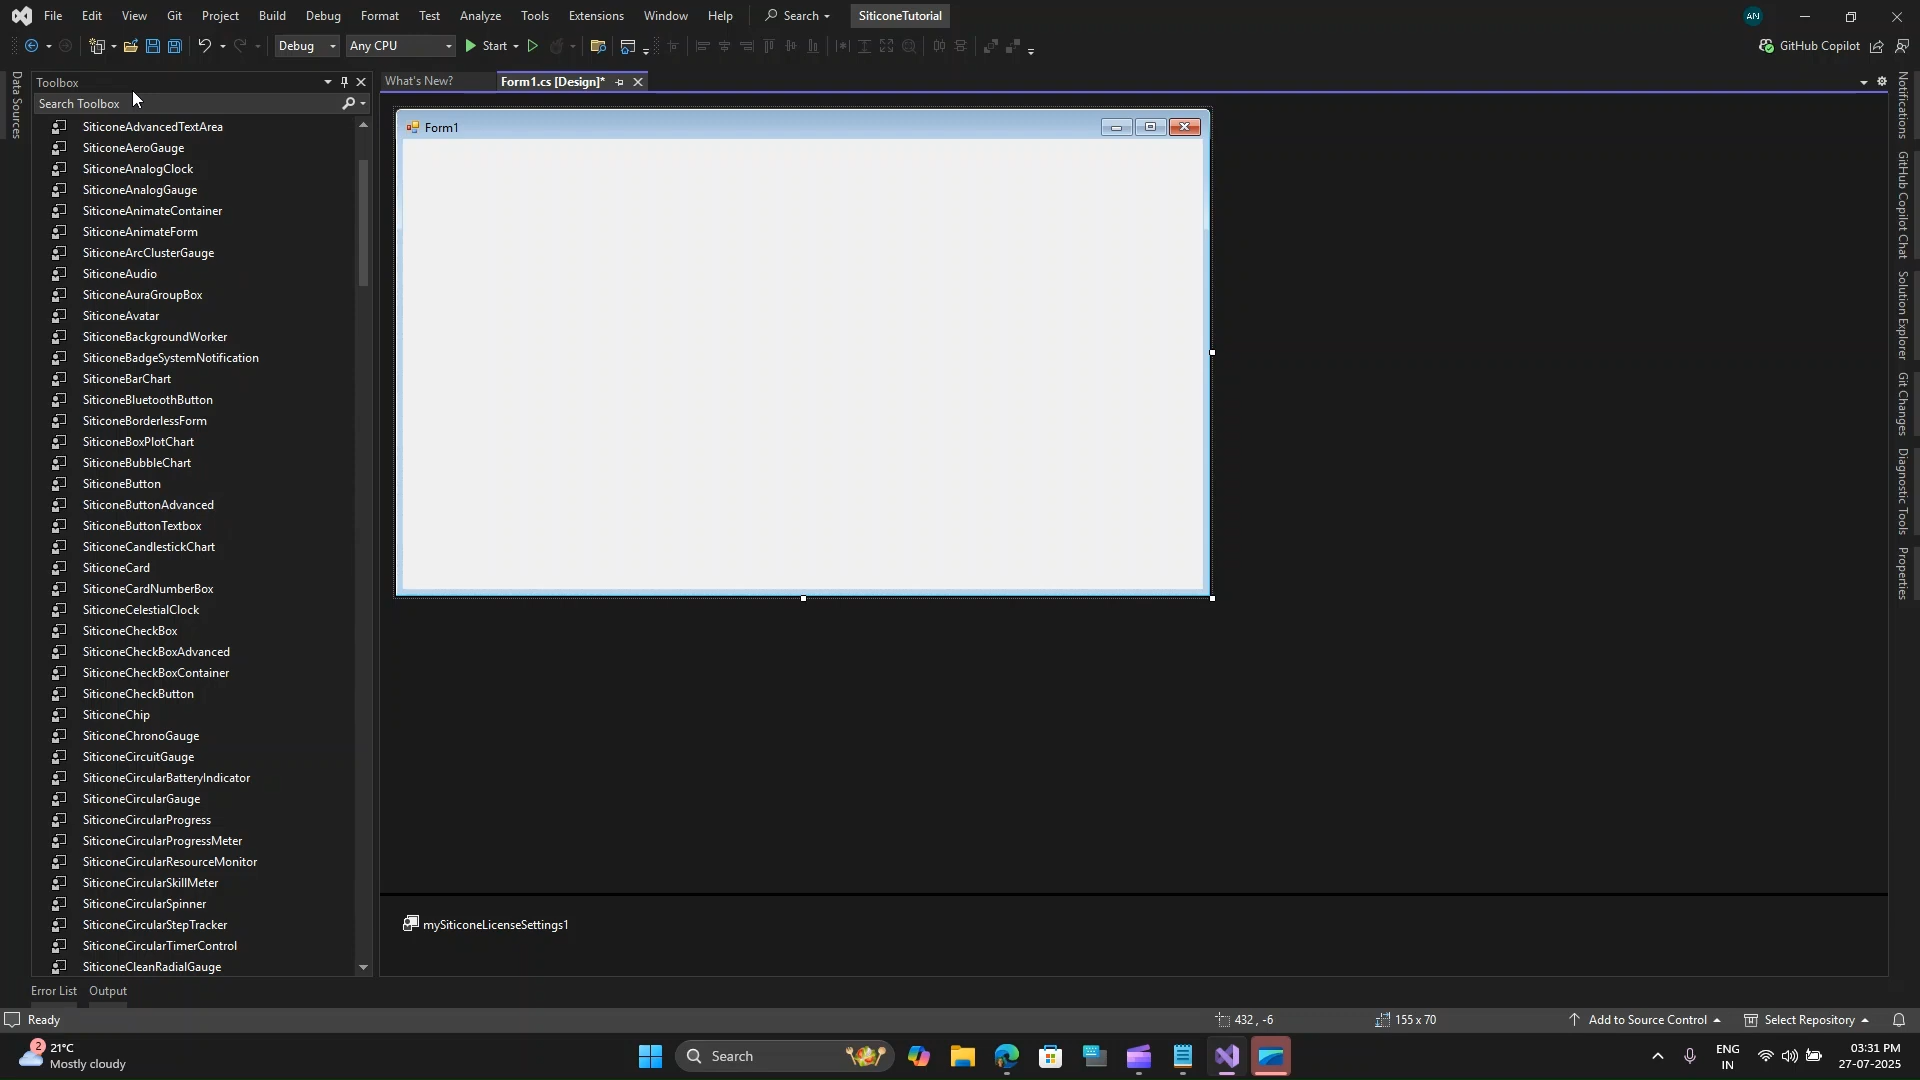 File Edit View Git Project Build Debug Format Test Analyze Tools Extensions Window Help Search SiticoneTutorial AN
Debug Any CPU Start GitHub Copilot
Toolbox
Search Toolbox
Data Sources
SiticoneAdvancedTextArea
SiticoneAeroGauge
SiticoneAnalogClock
SiticoneAnalogGauge
SiticoneAnimateContainer
SiticoneAnimateForm
SiticoneArcClusterGauge
SiticoneAudio
SiticoneAuraGroupBox
SiticoneAvatar
SiticoneBackgroundWorker
SiticoneBadgeSystemNotification
SiticoneBarChart
SiticoneBluetoothButton
SiticoneBorderlessForm
SiticoneBoxPlotChart
SiticoneBubbleChart
SiticoneButton
SiticoneButtonAdvanced
SiticoneButtonTextbox
SiticoneCandlestickChart
SiticoneCard
SiticoneCardNumberBox
SiticoneCelestialClock
SiticoneCheckBox
SiticoneCheckBoxAdvanced
SiticoneCheckBoxContainer
SiticoneCheckButton
SiticoneChip
SiticoneChronoGauge
SiticoneCircuitGauge
SiticoneCircularBatteryIndicator
SiticoneCircularGauge
SiticoneCircularProgress
SiticoneCircularProgressMeter
SiticoneCircularResourceMonitor
SiticoneCircularSkillMeter
SiticoneCircularSpinner
SiticoneCircularStepTracker
SiticoneCircularTimerControl
SiticoneCleanRadialGauge
What's New? Form1.cs [Design]*
Form1
mySiticoneLicenseSettings1
Notifications
GitHub Copilot Chat
Solution Explorer
Git Changes
Diagnostic Tools
Properties
Error List Output
Ready 432 , -6 155 x 70 Add to Source Control Select Repository
2
21°C
Mostly cloudy
Search
ENG
IN
03:31 PM
27-07-2025